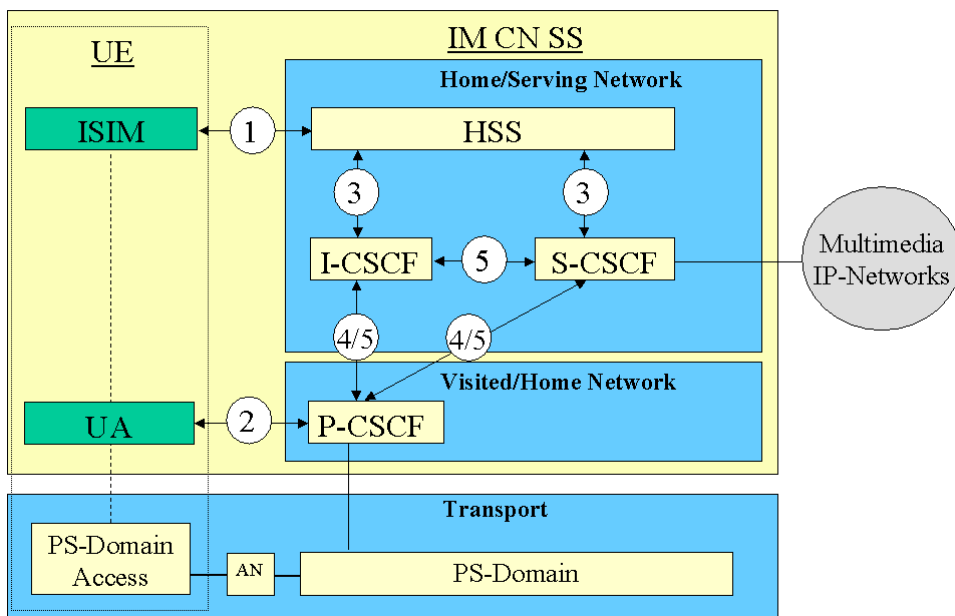 UE
IM CN SS
Home/Serving Network
ISIM
1
HSS
3
3
I-CSCF
5
S-CSCF
Multimedia
IP-Networks
4/5
4/5
Visited/Home Network
UA
2
P-CSCF
Transport
PS-Domain
Access
AN
PS-Domain